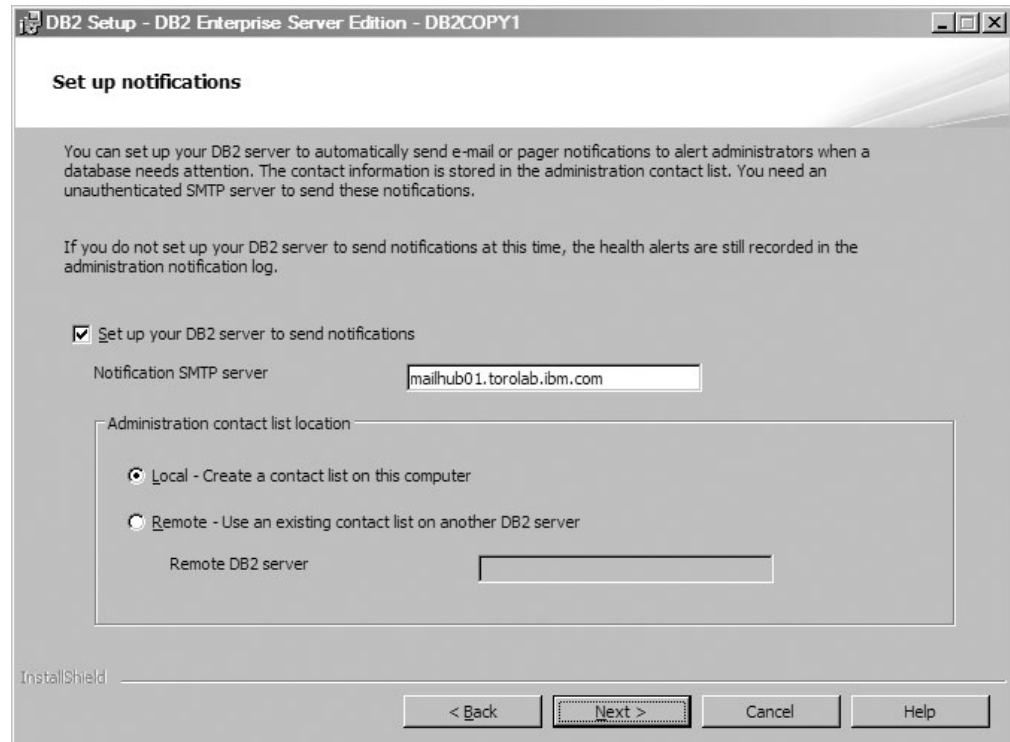 DB2 Setup - DB2 Enterprise Server Edition - DB2COPY1
Set up notifications
You can set up your DB2 server to automatically send e-mail or pager notifications to alert administrators when a
database needs attention. The contact information is stored in the administration contact list. You need an
unauthenticated SMTP server to send these notifications.
If you do not set up your DB2 server to send notifications at this time, the health alerts are still recorded in the
administration notification log.
Set up your DB2 server to send notifications
Notification SMTP server
mailhub01.torolab.ibm.com
Administration contact list location
Local - Create a contact list on this computer
Remote - Use an existing contact list on another DB2 server
Remote DB2 server
InstallShield
< Back
Next >
Cancel
Help